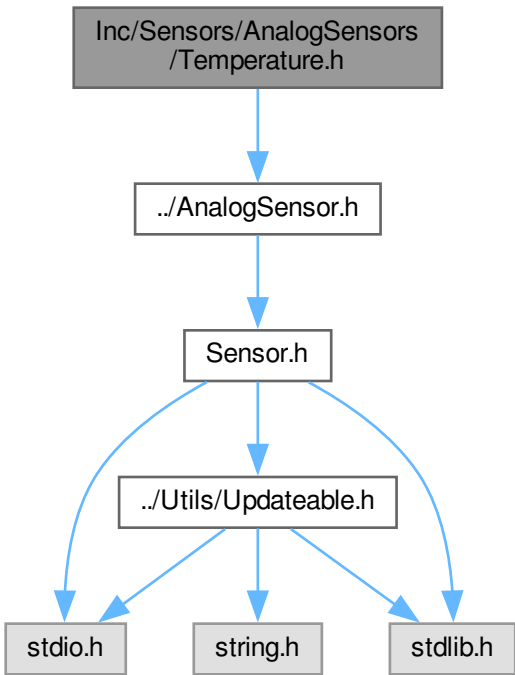 Inc/Sensors/AnalogSensors
/Temperature.h
../AnalogSensor.h
Sensor.h
../Utils/Updateable.h
stdio.h
string.h
stdlib.h